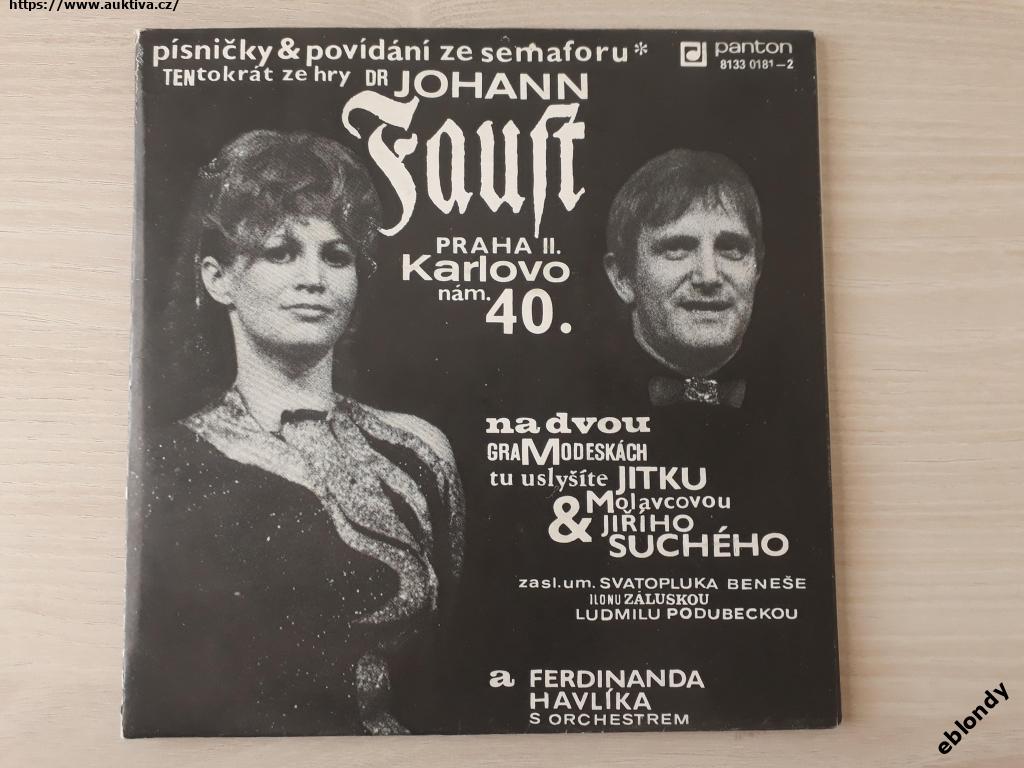 https://www.auktiva.cz/
písničky & povídání ze semaforu*
TENtokrát ze hry DR JOHANN
Faust
PRAHA II.
Karlovo
nám. 40.
panton
8133 0181–2
na dvou
GRAMODESKÁCH
tu uslyšíte JITKU
Molavcovou
& JIŘÍHO
SUCHÉHO
zasl.um. SVATOPLUKA BENEŠE
ILONU ZÁLUSKOU
LUDMILU PODUBECKOU
a FERDINANDA
HAVLÍKA
S ORCHESTREM
eblondy